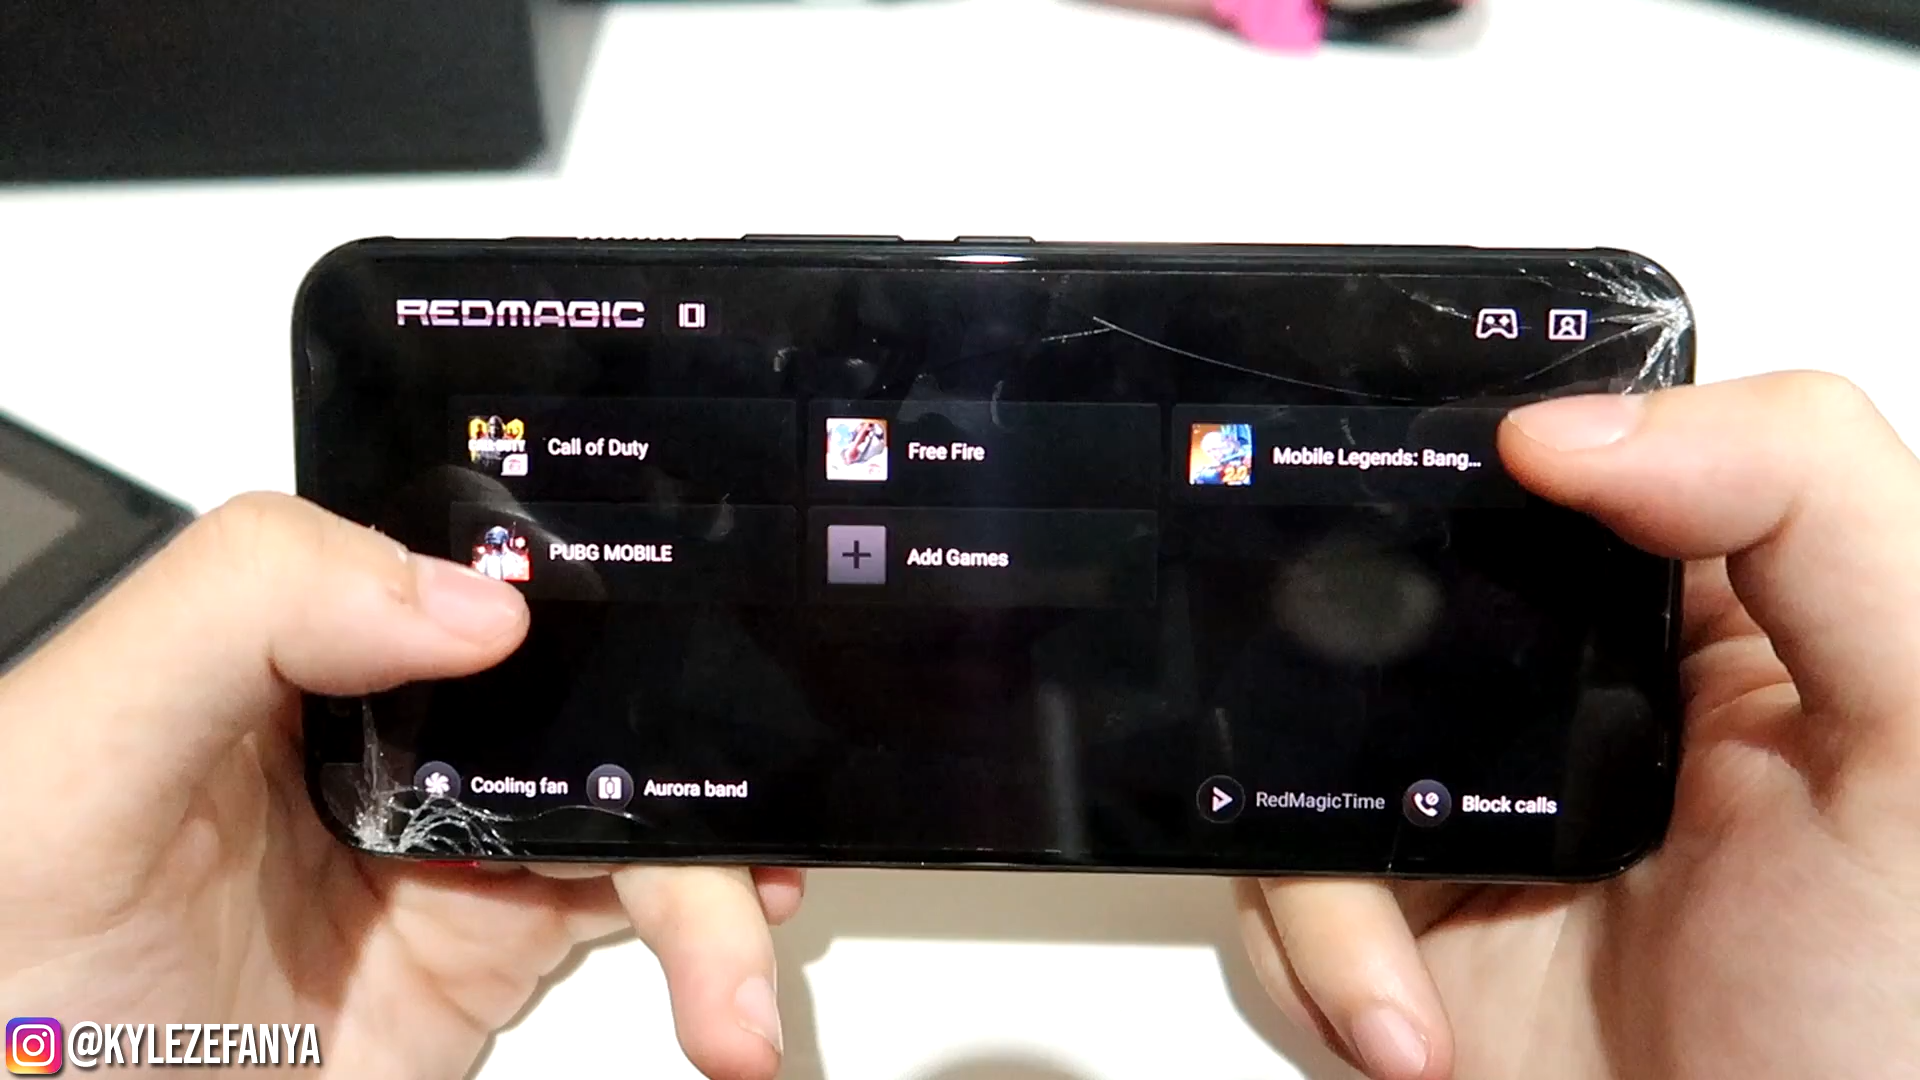 REDMAGIC
Call of Duty
Free Fire
Mobile Legends: Bang...
PUBG MOBILE
Add Games
Cooling fan
Aurora band
RedMagicTime
Block calls
@KYLEZEFANYA